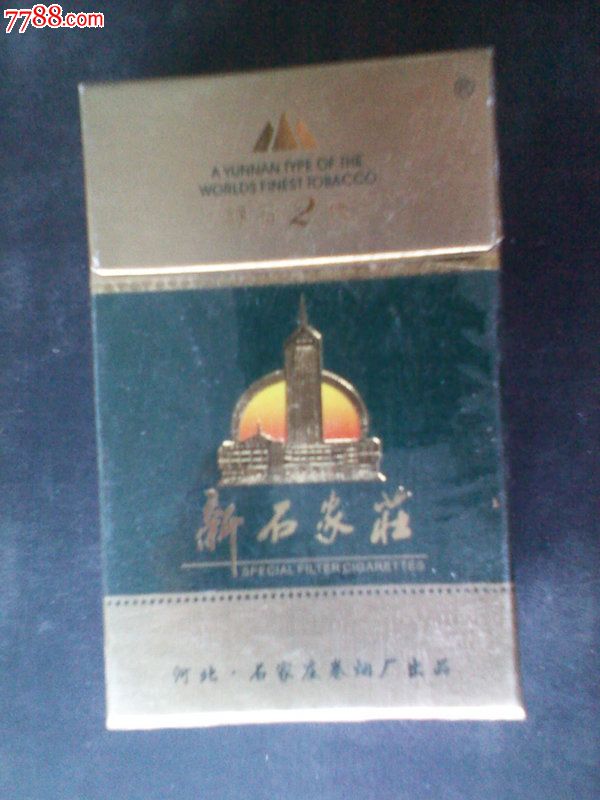 7788.com
A YUNNAN TYPE OF THE
WORLDS FINEST TOBACCO
2
新石家莊
SPECIAL FILTER CIGARETTES
河北·石家庄卷烟厂出品